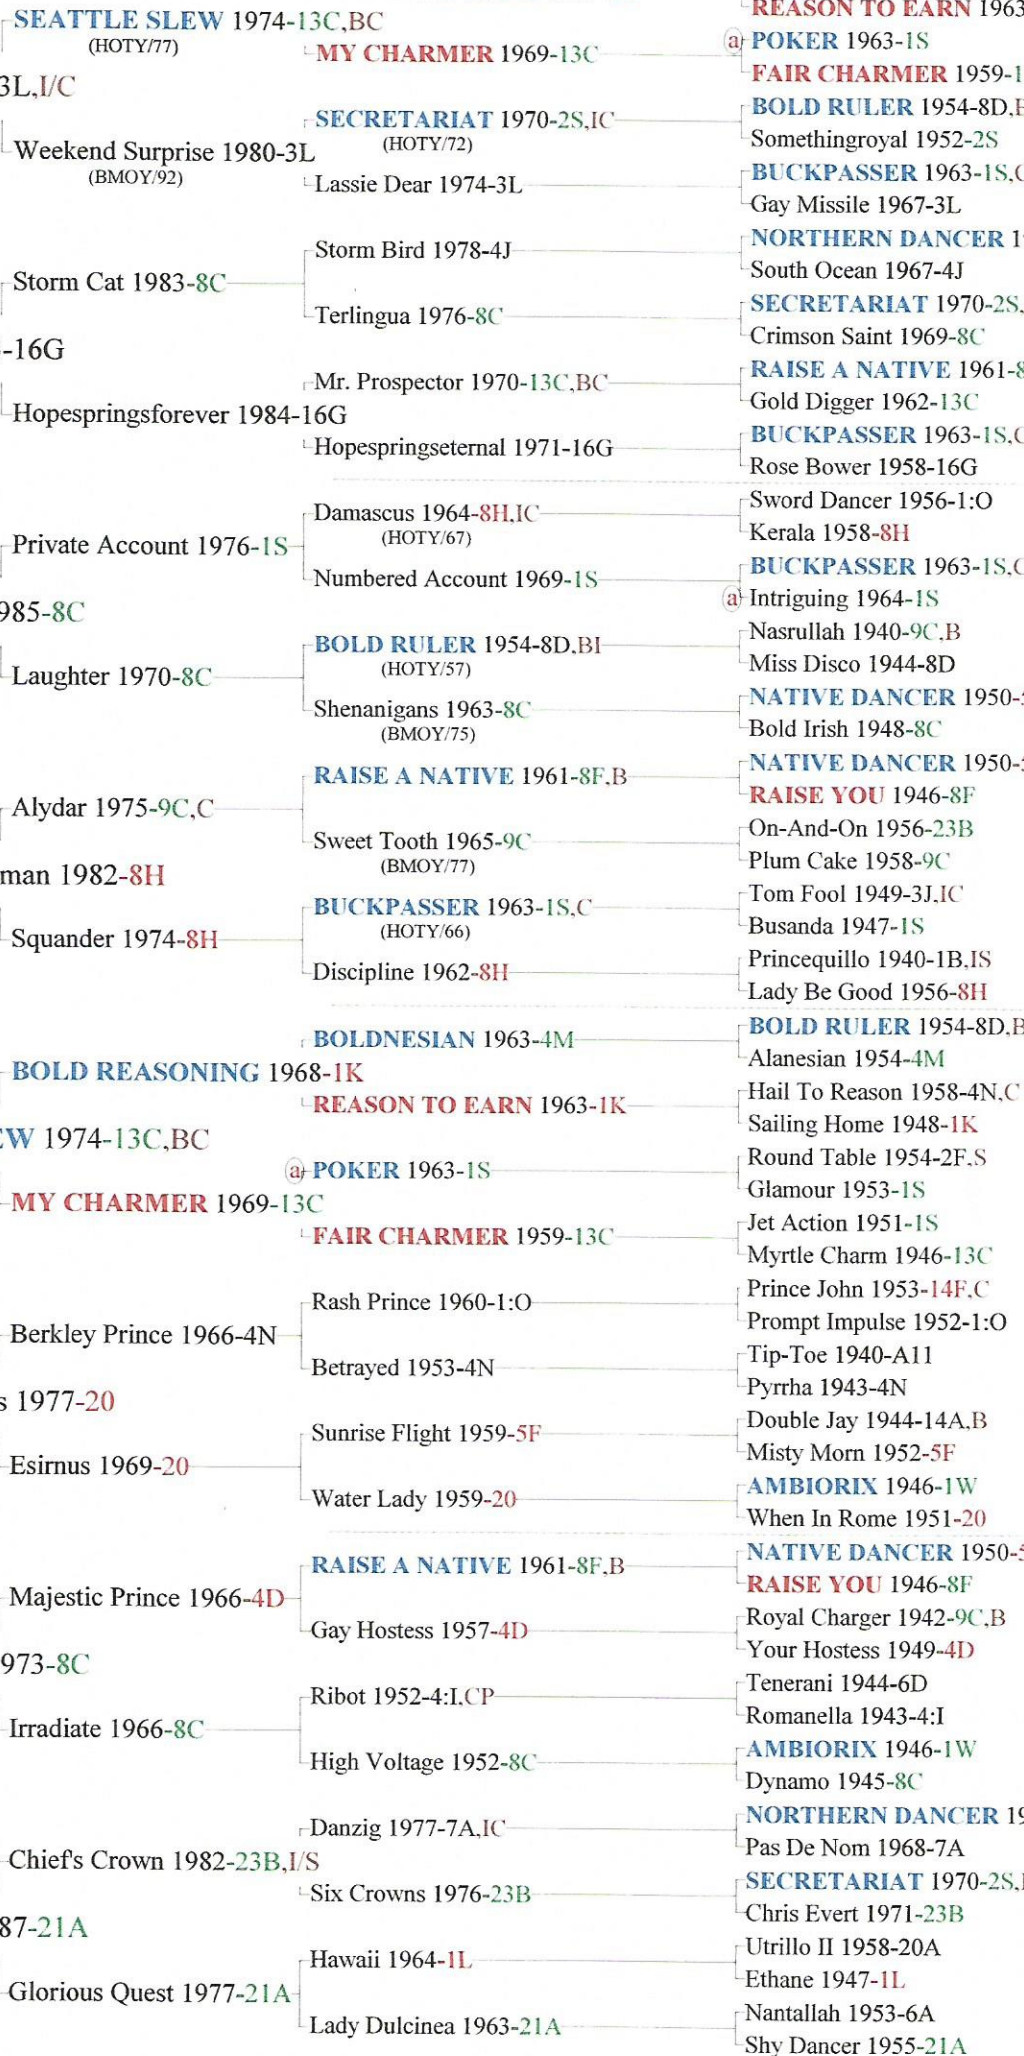 REASON TO EARN 1963
SEATTLE SLEW 1974-13C,BC
(HOTY/77)
a POKER 1963-1S
MY CHARMER 1969-13C
FAIR CHARMER 1959-1
3L,I/C
BOLD RULER 1954-8D,B
SECRETARIAT 1970-2S,IC
(HOTY/72)
Somethingroyal 1952-2S
Weekend Surprise 1980-3L
(BMOY/92)
BUCKPASSER 1963-1S,C
Lassie Dear 1974-3L
Gay Missile 1967-3L
NORTHERN DANCER 1
Storm Bird 1978-4J
South Ocean 1967-4J
Storm Cat 1983-8C
SECRETARIAT 1970-2S,
Terlingua 1976-8C
Crimson Saint 1969-8C
-16G
RAISE A NATIVE 1961-8
Mr. Prospector 1970-13C,BC
Gold Digger 1962-13C
Hopespringsforever 1984-16G
BUCKPASSER 1963-1S,C
Hopespringseternal 1971-16G
Rose Bower 1958-16G
Sword Dancer 1956-1:O
Damascus 1964-8H,IC
(HOTY/67)
Kerala 1958-8H
Private Account 1976-1S
BUCKPASSER 1963-1S,C
Numbered Account 1969-1S
a Intriguing 1964-1S
985-8C
Nasrullah 1940-9C,B
BOLD RULER 1954-8D,BI
(HOTY/57)
Miss Disco 1944-8D
Laughter 1970-8C
NATIVE DANCER 1950-5
Shenanigans 1963-8C
(BMOY/75)
Bold Irish 1948-8C
NATIVE DANCER 1950-5
RAISE A NATIVE 1961-8F,B
RAISE YOU 1946-8F
Alydar 1975-9C,C
On-And-On 1956-23B
Sweet Tooth 1965-9C
(BMOY/77)
Plum Cake 1958-9C
man 1982-8H
Tom Fool 1949-3J,IC
BUCKPASSER 1963-1S,C
(HOTY/66)
Busanda 1947-1S
Squander 1974-8H
Princequillo 1940-1B,IS
Discipline 1962-8H
Lady Be Good 1956-8H
BOLD RULER 1954-8D,B
BOLDNESIAN 1963-4M
Alanesian 1954-4M
BOLD REASONING 1968-1K
Hail To Reason 1958-4N,C
REASON TO EARN 1963-1K
Sailing Home 1948-1K
EW 1974-13C,BC
Round Table 1954-2F,S
a POKER 1963-1S
Glamour 1953-1S
MY CHARMER 1969-13C
Jet Action 1951-1S
FAIR CHARMER 1959-13C
Myrtle Charm 1946-13C
Prince John 1953-14F,C
Rash Prince 1960-1:O
Prompt Impulse 1952-1:O
Berkley Prince 1966-4N
Tip-Toe 1940-A11
Betrayed 1953-4N
Pyrrha 1943-4N
s 1977-20
Double Jay 1944-14A,B
Sunrise Flight 1959-5F
Misty Morn 1952-5F
Esirnus 1969-20
AMBIORIX 1946-1W
Water Lady 1959-20
When In Rome 1951-20
NATIVE DANCER 1950-5
RAISE A NATIVE 1961-8F,B
RAISE YOU 1946-8F
Majestic Prince 1966-4D
Royal Charger 1942-9C,B
Gay Hostess 1957-4D
Your Hostess 1949-4D
973-8C
Tenerani 1944-6D
Ribot 1952-4:I,CP
Romanella 1943-4:I
Irradiate 1966-8C
AMBIORIX 1946-1W
High Voltage 1952-8C
Dynamo 1945-8C
NORTHERN DANCER 19
Danzig 1977-7A,IC
Pas De Nom 1968-7A
Chief's Crown 1982-23B,I/S
SECRETARIAT 1970-2S,I
Six Crowns 1976-23B
Chris Evert 1971-23B
87-21A
Utrillo II 1958-20A
Hawaii 1964-1L
Ethane 1947-1L
Glorious Quest 1977-21A
Nantallah 1953-6A
Lady Dulcinea 1963-21A
Shy Dancer 1955-21A